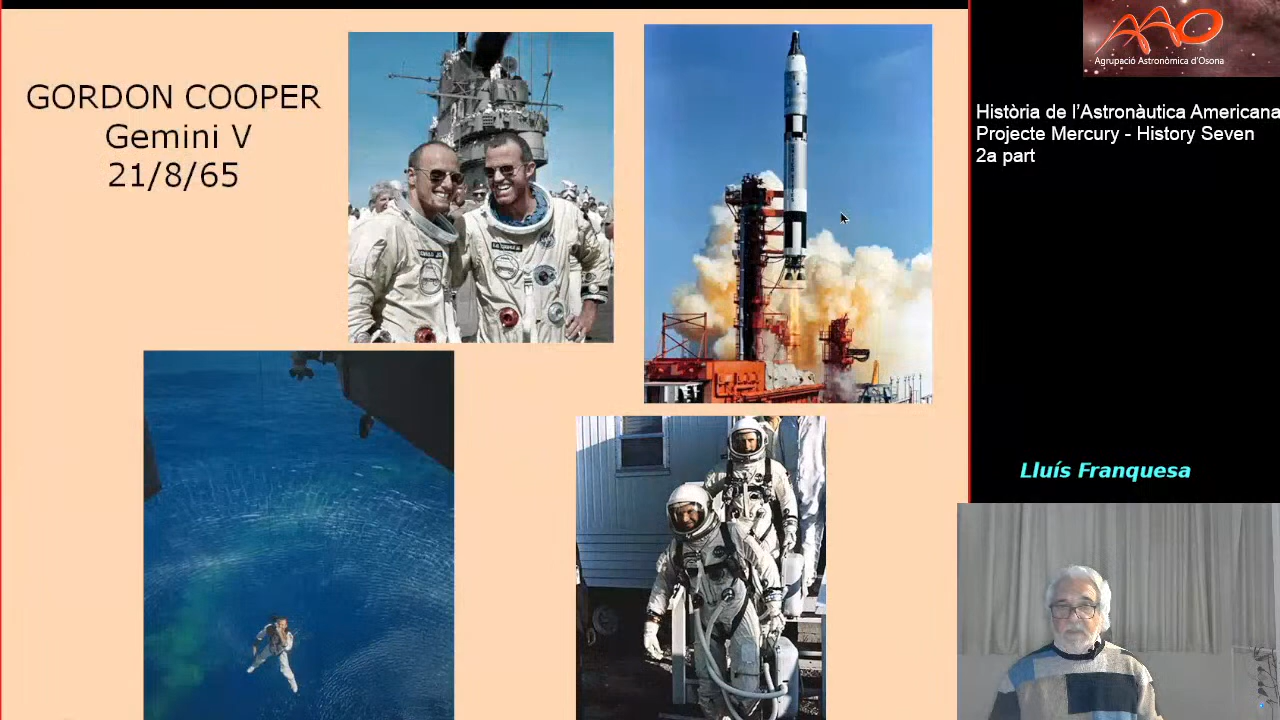 GORDON COOPER
Gemini V
21/8/65
AAO
Agrupació Astronòmica d'Osona
Història de l'Astronàutica Americana
Projecte Mercury - History Seven
2a part
Lluís Franquesa